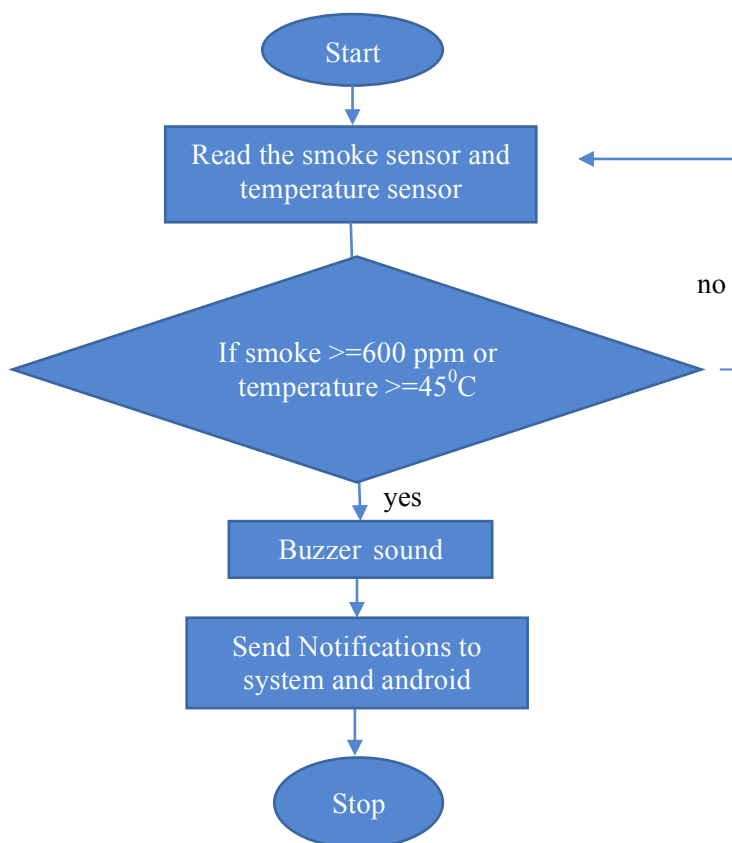 Start
Read the smoke sensor and
temperature sensor
no
If smoke >=600 ppm or
temperature >=45⁰C
yes
Buzzer sound
Send Notifications to
system and android
Stop